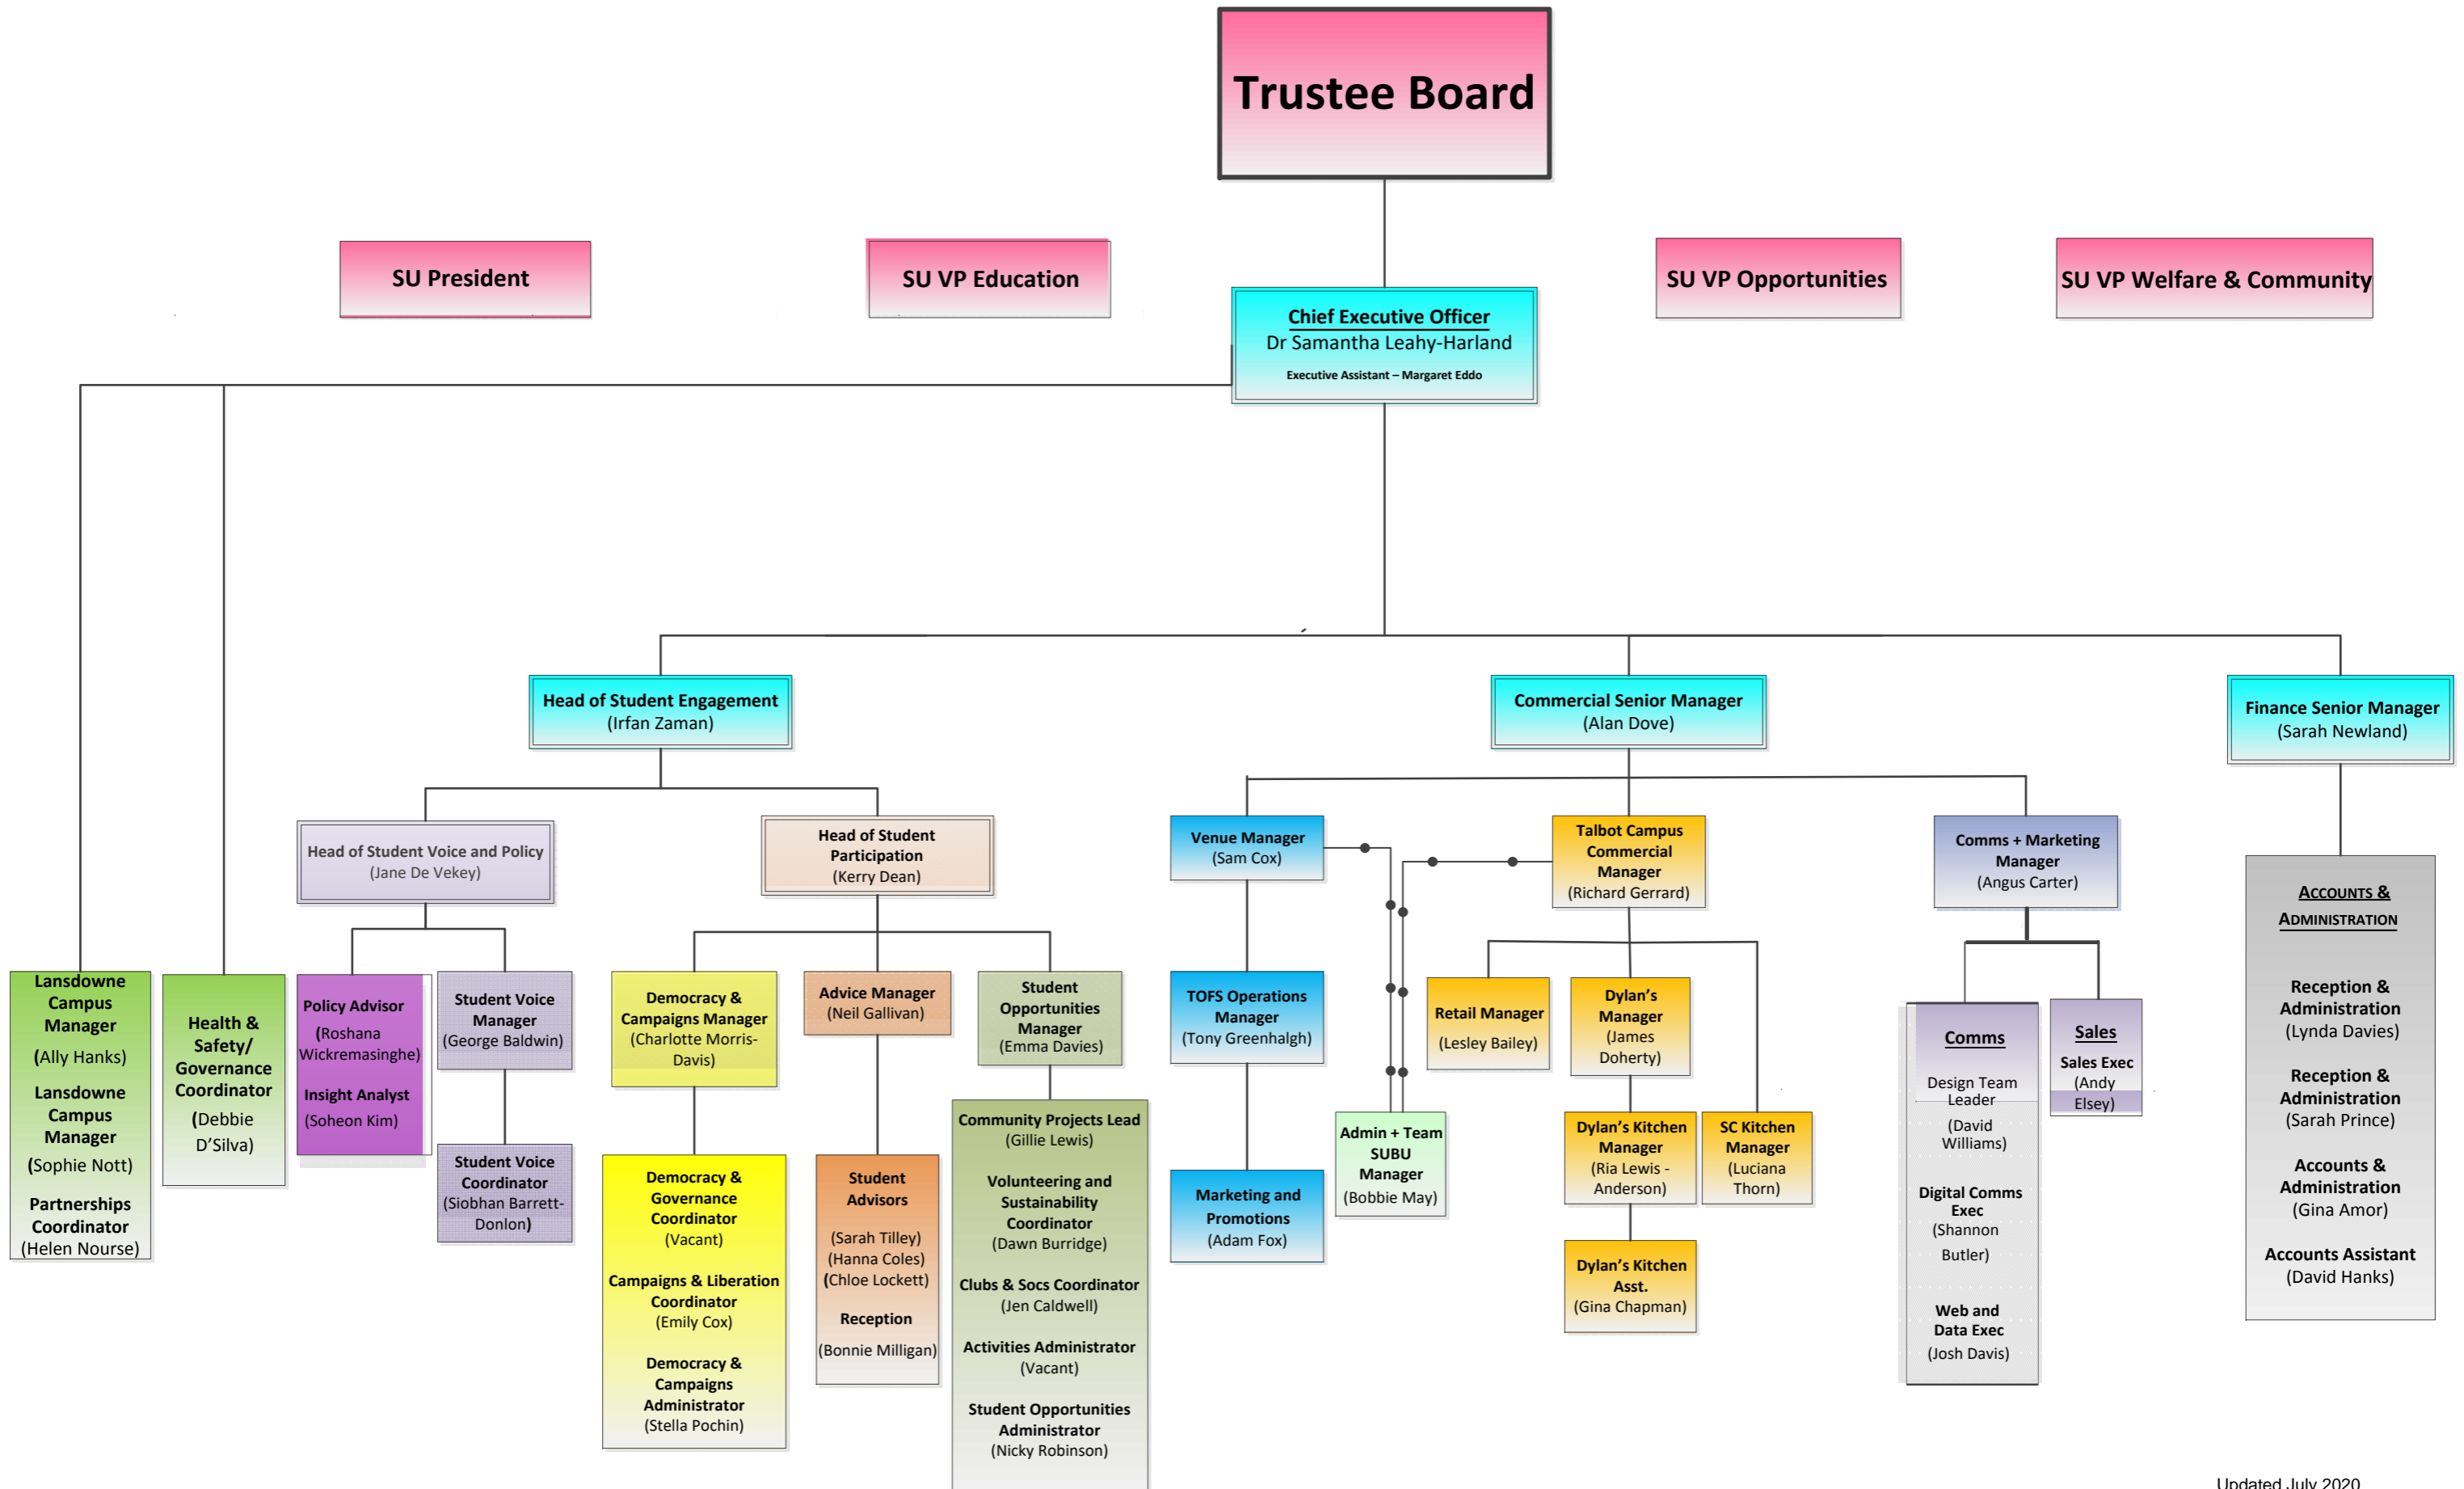 Trustee Board
SU President
SU VP Education
SU VP Opportunities
SU VP Welfare & Community
Chief Executive Officer
Dr Samantha Leahy-Harland
Executive Assistant – Margaret Eddo
Head of Student Engagement
(Irfan Zaman)
Commercial Senior Manager
(Alan Dove)
Finance Senior Manager
(Sarah Newland)
Head of Student Voice and Policy
(Jane De Vekey)
Head of Student
Participation
(Kerry Dean)
Venue Manager
(Sam Cox)
Talbot Campus
Commercial
Manager
(Richard Gerrard)
Comms + Marketing
Manager
(Angus Carter)
Lansdowne
Campus
Manager
(Ally Hanks)
Lansdowne
Campus
Manager
(Sophie Nott)
Partnerships
Coordinator
(Helen Nourse)
Health &
Safety/
Governance
Coordinator
(Debbie
D’Silva)
Policy Advisor
(Roshana
Wickremasinghe)
Insight Analyst
(Soheon Kim)
Student Voice
Manager
(George Baldwin)
Student Voice
Coordinator
(Siobhan Barrett-
Donlon)
Democracy &
Campaigns Manager
(Charlotte Morris-
Davis)
Democracy &
Governance
Coordinator
(Vacant)
Campaigns & Liberation
Coordinator
(Emily Cox)
Democracy &
Campaigns
Administrator
(Stella Pochin)
Advice Manager
(Neil Gallivan)
Student
Advisors
(Sarah Tilley)
(Hanna Coles)
(Chloe Lockett)
Reception
(Bonnie Milligan)
Student
Opportunities
Manager
(Emma Davies)
Community Projects Lead
(Gillie Lewis)
Volunteering and
Sustainability
Coordinator
(Dawn Burridge)
Clubs & Socs Coordinator
(Jen Caldwell)
Activities Administrator
(Vacant)
Student Opportunities
Administrator
(Nicky Robinson)
TOFS Operations
Manager
(Tony Greenhalgh)
Marketing and
Promotions
(Adam Fox)
Admin + Team
SUBU
Manager
(Bobbie May)
Retail Manager
(Lesley Bailey)
Dylan’s
Manager
(James
Doherty)
Dylan’s Kitchen
Manager
(Ria Lewis -
Anderson)
Dylan’s Kitchen
Asst.
(Gina Chapman)
SC Kitchen
Manager
(Luciana
Thorn)
Comms
Design Team
Leader
(David
Williams)
Digital Comms
Exec
(Shannon
Butler)
Web and
Data Exec
(Josh Davis)
Sales
Sales Exec
(Andy
Elsey)
ACCOUNTS &
ADMINISTRATION
Reception &
Administration
(Lynda Davies)
Reception &
Administration
(Sarah Prince)
Accounts &
Administration
(Gina Amor)
Accounts Assistant
(David Hanks)
Updated July 2020